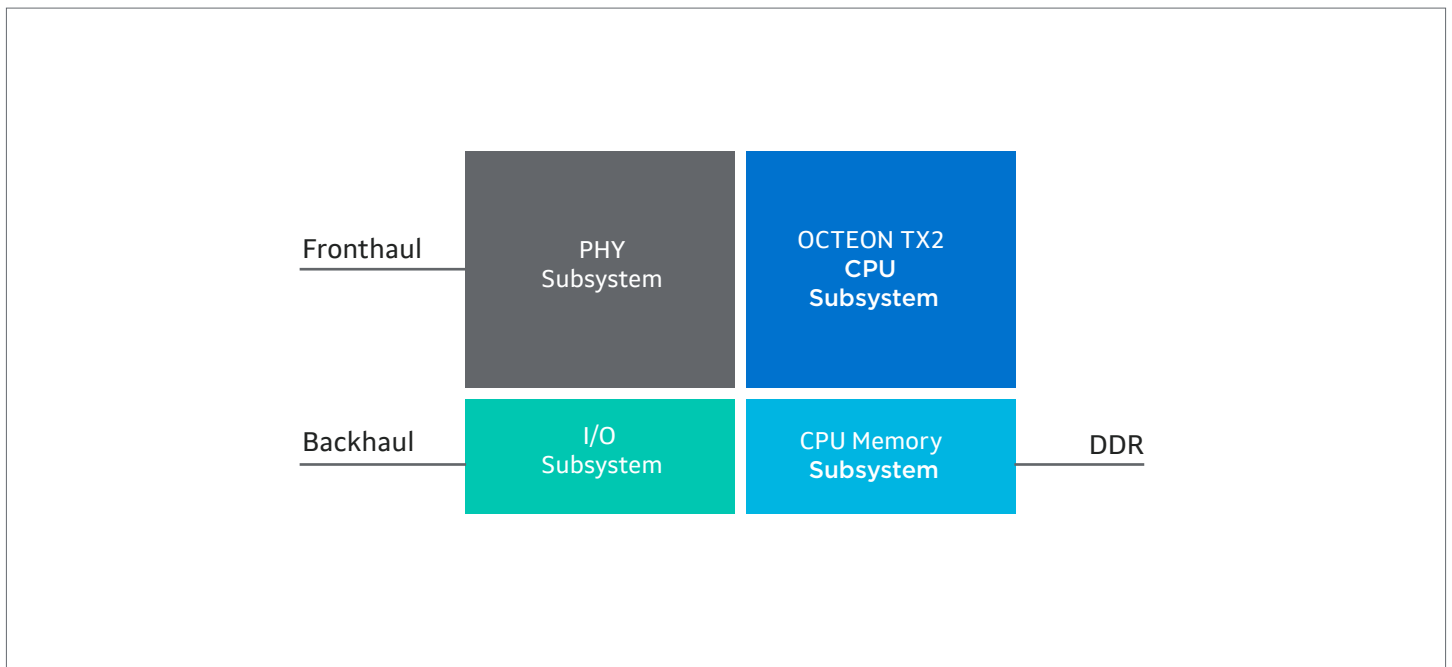 Fronthaul
PHY
Subsystem
OCTEON TX2
CPU
Subsystem
Backhaul
I/O
Subsystem
CPU Memory
Subsystem
DDR